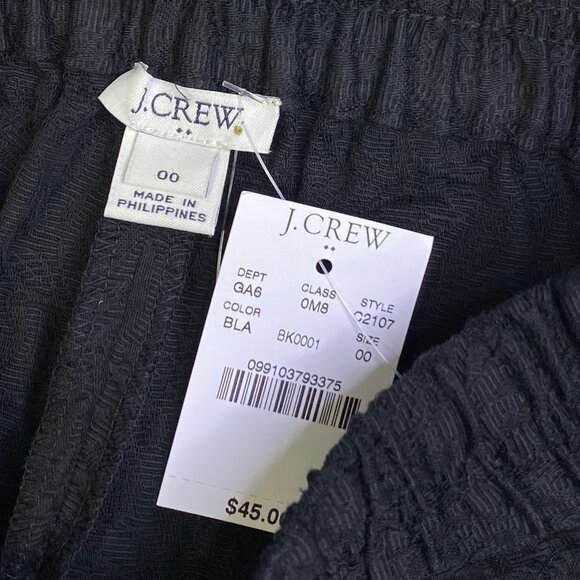 J.CREW
00
MADE IN
PHILIPPINES
J.CREW
DEPT CLASS STYLE
GA6 0M8 C2107
COLOR SIZE
BLA BK0001 00
099103793375
$45.0